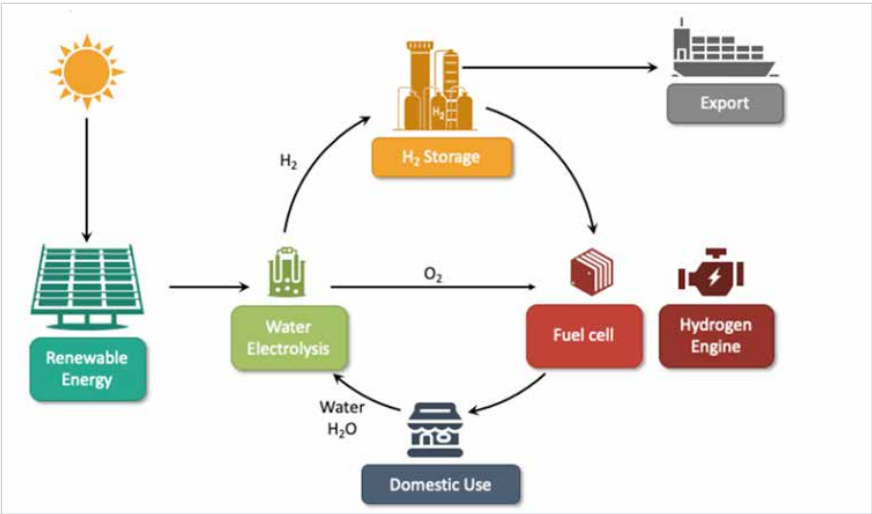 Export
H₂
H₂ Storage
H₂
O₂
Water
Electrolysis
Fuel cell
Hydrogen
Engine
Renewable
Energy
Water
H₂O
Domestic Use